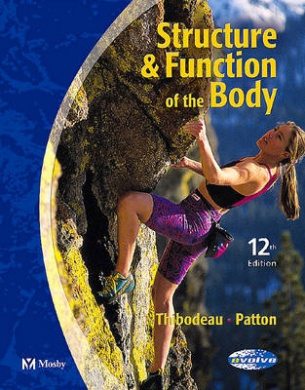 Structure
& Function
of the Body
12th
Edition
Thibodeau · Patton
M Mosby
evolve